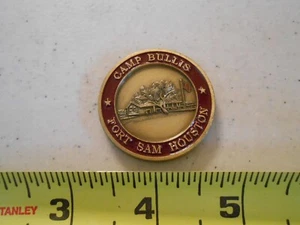 CAMP BULLIS
FORT SAM HOUSTON
STANLEY 3 4 5